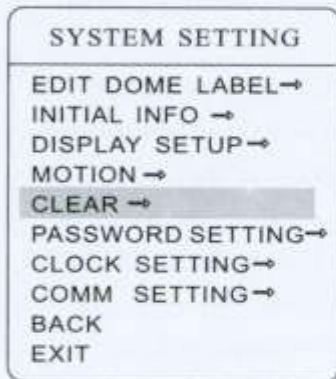 SYSTEM SETTING
EDIT DOME LABEL→
INITIAL INFO →
DISPLAY SETUP→
MOTION →
CLEAR →
PASSWORD SETTING→
CLOCK SETTING→
COMM SETTING→
BACK
EXIT